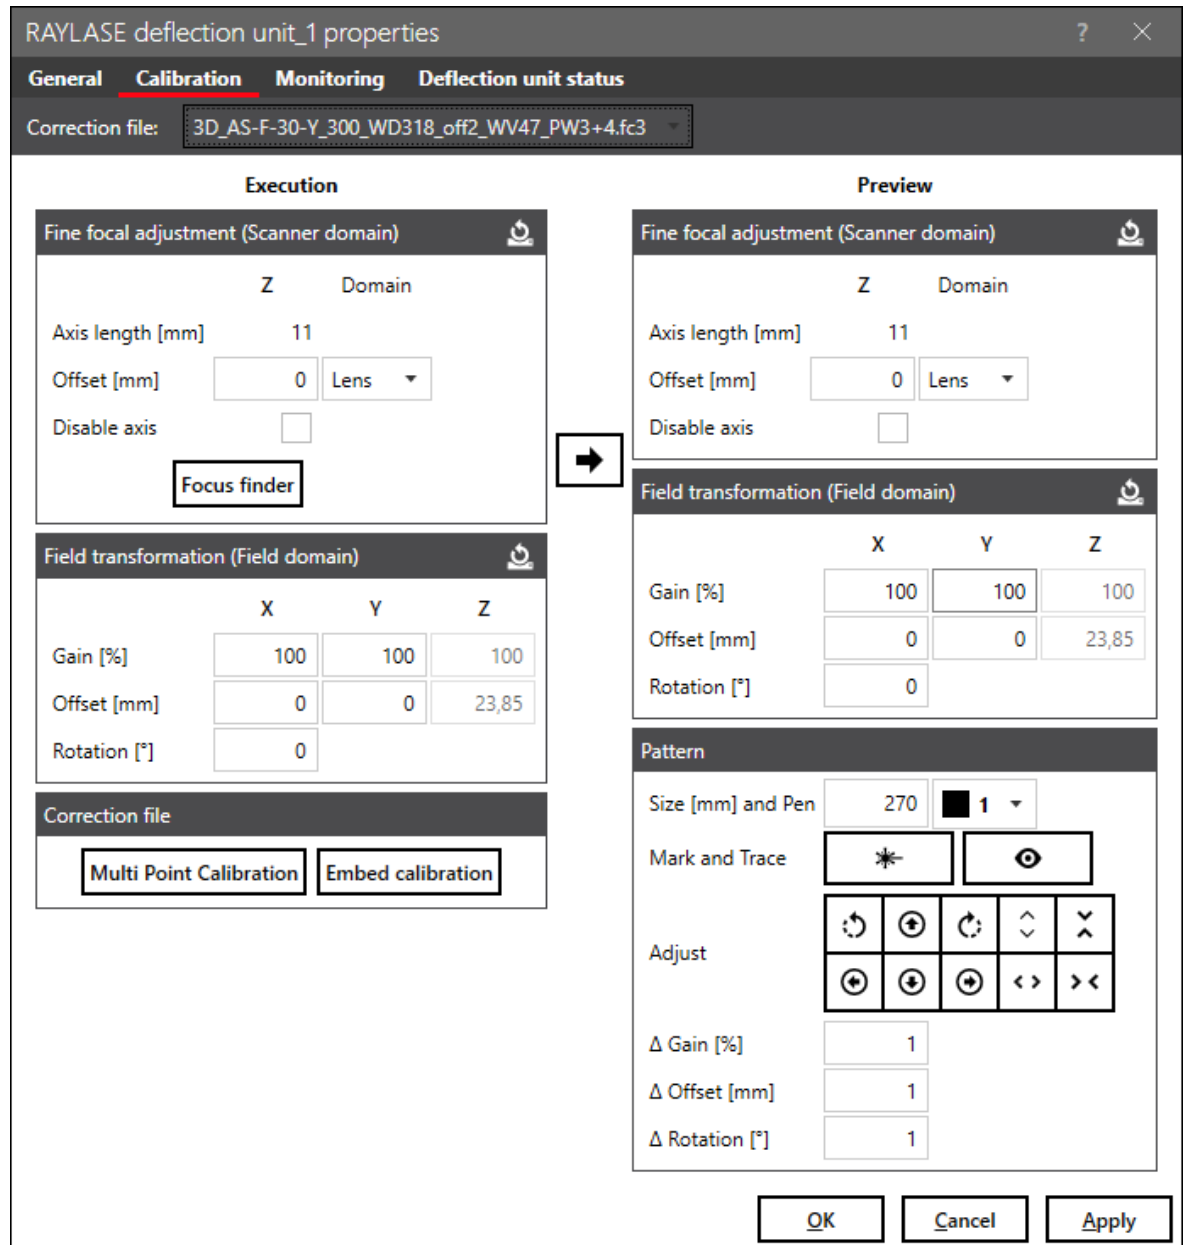 RAYLASE deflection unit_1 properties ? ×
General Calibration Monitoring Deflection unit status
Correction file: 3D_AS-F-30-Y_300_WD318_off2_WV47_PW3+4.fc3
Execution
Fine focal adjustment (Scanner domain)
Z Domain
Axis length [mm] 11
Offset [mm] 0 Lens
Disable axis
Focus finder
Field transformation (Field domain)
X Y Z
Gain [%] 100 100 100
Offset [mm] 0 0 23,85
Rotation [°] 0
Correction file
Multi Point Calibration Embed calibration
Preview
Fine focal adjustment (Scanner domain)
Z Domain
Axis length [mm] 11
Offset [mm] 0 Lens
Disable axis
Field transformation (Field domain)
X Y Z
Gain [%] 100 100 100
Offset [mm] 0 0 23,85
Rotation [°] 0
Pattern
Size [mm] and Pen 270 1
Mark and Trace
Adjust
Δ Gain [%] 1
Δ Offset [mm] 1
Δ Rotation [°] 1
OK Cancel Apply